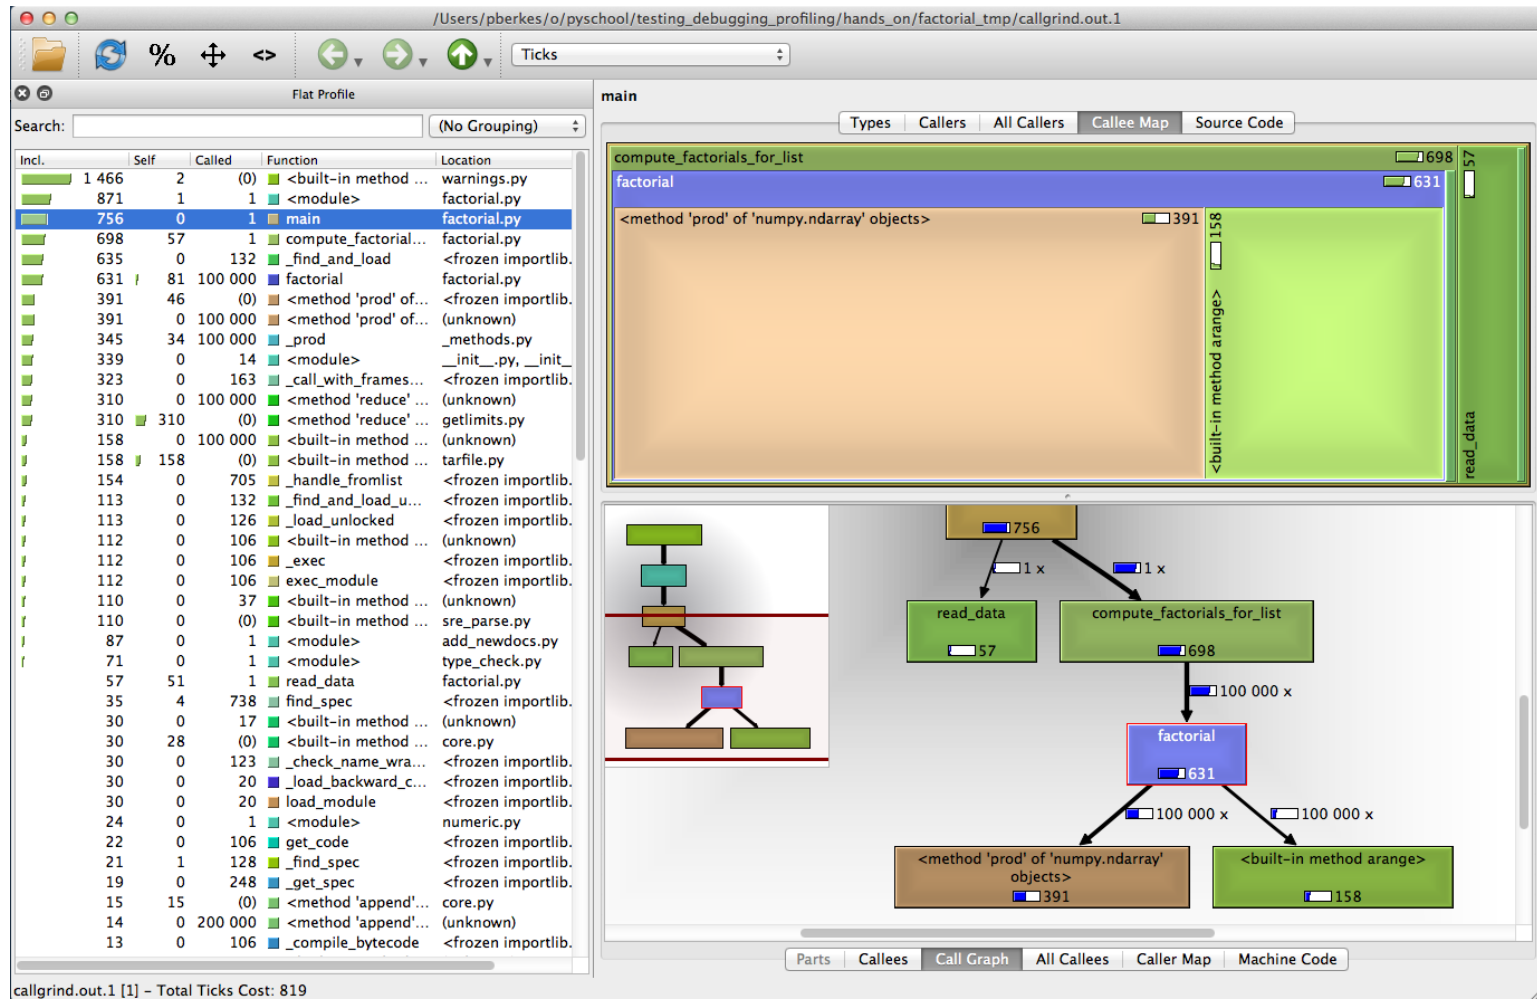 /Users/pberkes/o/pyschool/testing_debugging_profiling/hands_on/factorial_tmp/callgrind.out.1
% <> Ticks
Flat Profile
Search: (No Grouping)
Incl. Self Called Function Location
1 466 2 (0) <built-in method ... warnings.py
871 1 1 <module> factorial.py
756 0 1 main factorial.py
698 57 1 compute_factorial... factorial.py
635 0 132 _find_and_load <frozen importlib.
631 81 100 000 factorial factorial.py
391 46 (0) <method 'prod' of... <frozen importlib.
391 0 100 000 <method 'prod' of... (unknown)
345 34 100 000 _prod _methods.py
339 0 14 <module> __init__.py, __init_
323 0 163 _call_with_frames... <frozen importlib.
310 0 100 000 <method 'reduce' ... (unknown)
310 310 (0) <method 'reduce' ... getlimits.py
158 0 100 000 <built-in method ... (unknown)
158 158 (0) <built-in method ... tarfile.py
154 0 705 _handle_fromlist <frozen importlib.
113 0 132 _find_and_load_u... <frozen importlib.
113 0 126 _load_unlocked <frozen importlib.
112 0 106 <built-in method ... (unknown)
112 0 106 _exec <frozen importlib.
112 0 106 exec_module <frozen importlib.
110 0 37 <built-in method ... (unknown)
110 0 (0) <built-in method ... sre_parse.py
87 0 1 <module> add_newdocs.py
71 0 1 <module> type_check.py
57 51 1 read_data factorial.py
35 4 738 find_spec <frozen importlib.
30 0 17 <built-in method ... (unknown)
30 28 (0) <built-in method ... core.py
30 0 123 _check_name_wra... <frozen importlib.
30 0 20 _load_backward_c... <frozen importlib.
30 0 20 load_module <frozen importlib.
24 0 1 <module> numeric.py
22 0 106 get_code <frozen importlib.
21 1 128 _find_spec <frozen importlib.
19 0 248 _get_spec <frozen importlib.
15 15 (0) <method 'append'... core.py
14 0 200 000 <method 'append'... (unknown)
13 0 106 _compile_bytecode <frozen importlib.
main
Types Callers All Callers Callee Map Source Code
compute_factorials_for_list 698
factorial 631
<method 'prod' of 'numpy.ndarray' objects> 391
<built-in method arange> 158
read_data 57
756
1 x 1 x
read_data compute_factorials_for_list
57 698
100 000 x
factorial
631
100 000 x 100 000 x
<method 'prod' of 'numpy.ndarray' <built-in method arange>
objects>
391 158
Parts Callees Call Graph All Callees Caller Map Machine Code
callgrind.out.1 [1] - Total Ticks Cost: 819